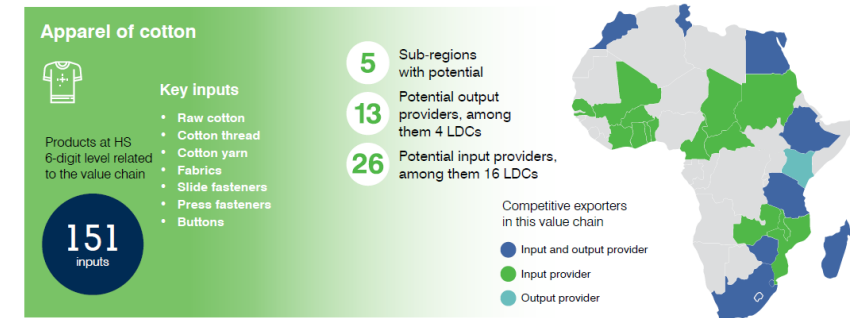 Apparel of cotton
Products at HS
6-digit level related
to the value chain
151
inputs
Key inputs
• Raw cotton
• Cotton thread
• Cotton yarn
• Fabrics
• Slide fasteners
• Press fasteners
• Buttons
5
Sub-regions
with potential
13
Potential output
providers, among
them 4 LDCs
26
Potential input providers,
among them 16 LDCs
Competitive exporters
in this value chain
Input and output provider
Input provider
Output provider